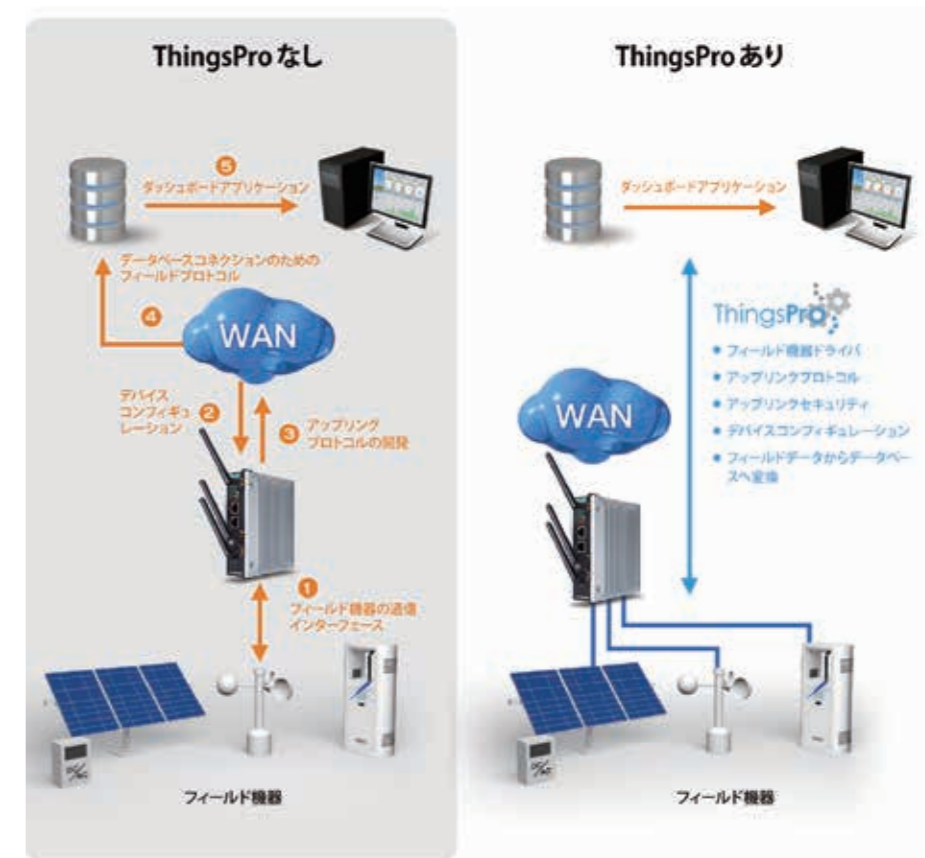 ThingsPro なし
5
ダッシュボードアプリケーション
データベースコネクションのための
フィールドプロトコル
4
WAN
デバイス
コンフィギュ
レーション
2
3
アップリンク
プロトコルの開発
1
フィールド機器の通信
インターフェース
フィールド機器
ThingsPro あり
ダッシュボードアプリケーション
ThingsPro
• フィールド機器ドライバ
• アップリンクプロトコル
• アップリンクセキュリティ
• デバイスコンフィギュレーション
• フィールドデータからデータベー
スへ変換
WAN
フィールド機器